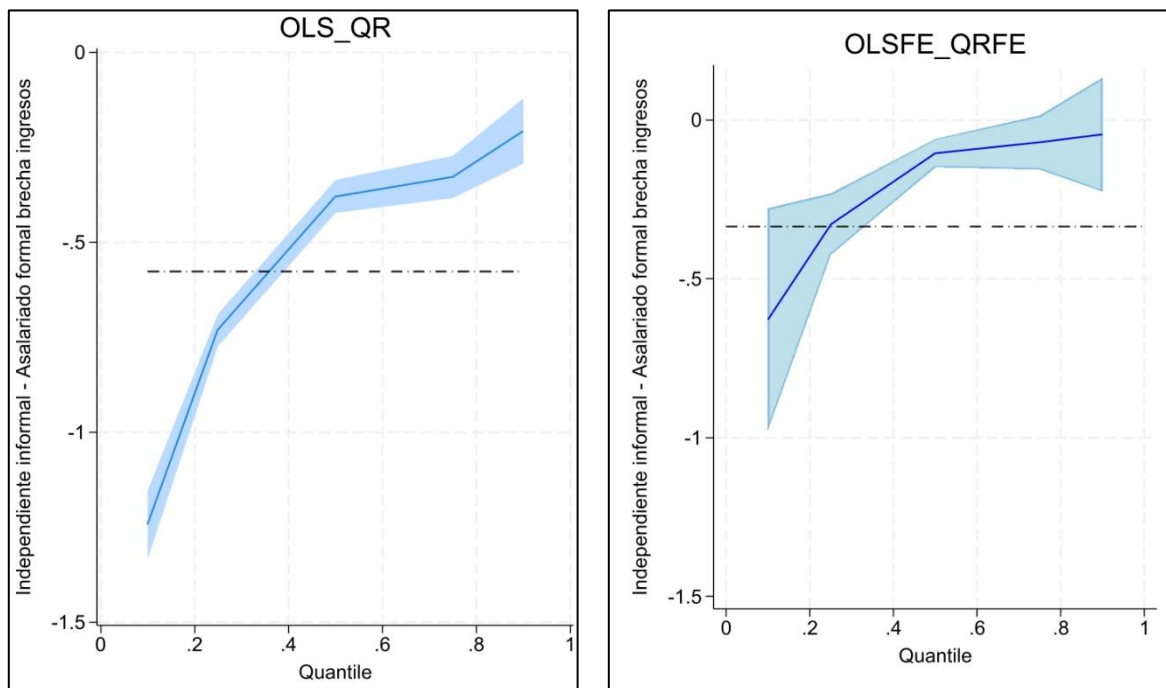 OLS_QR
Independiente informal - Asalariado formal brecha ingresos
0
-.5
-1
-1.5
0 .2 .4 .6 .8 1
Quantile
OLSFE_QRFE
Independiente informal - Asalariado formal brecha ingresos
0
-.5
-1
-1.5
0 .2 .4 .6 .8 1
Quantile